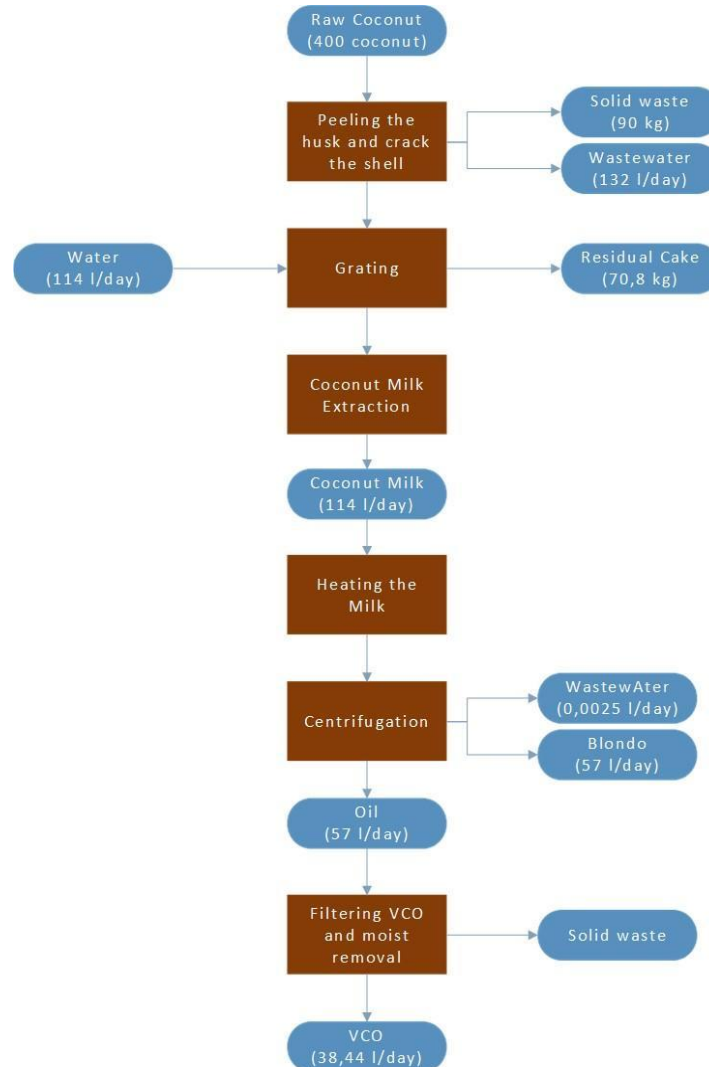 Raw Coconut
(400 coconut)
Peeling the
husk and crack
the shell
Solid waste
(90 kg)
Wastewater
(132 l/day)
Water
(114 l/day)
Grating
Residual Cake
(70,8 kg)
Coconut Milk
Extraction
Coconut Milk
(114 l/day)
Heating the
Milk
Centrifugation
WastewAter
(0,0025 l/day)
Blondo
(57 l/day)
Oil
(57 l/day)
Filtering VCO
and moist
removal
Solid waste
VCO
(38,44 l/day)